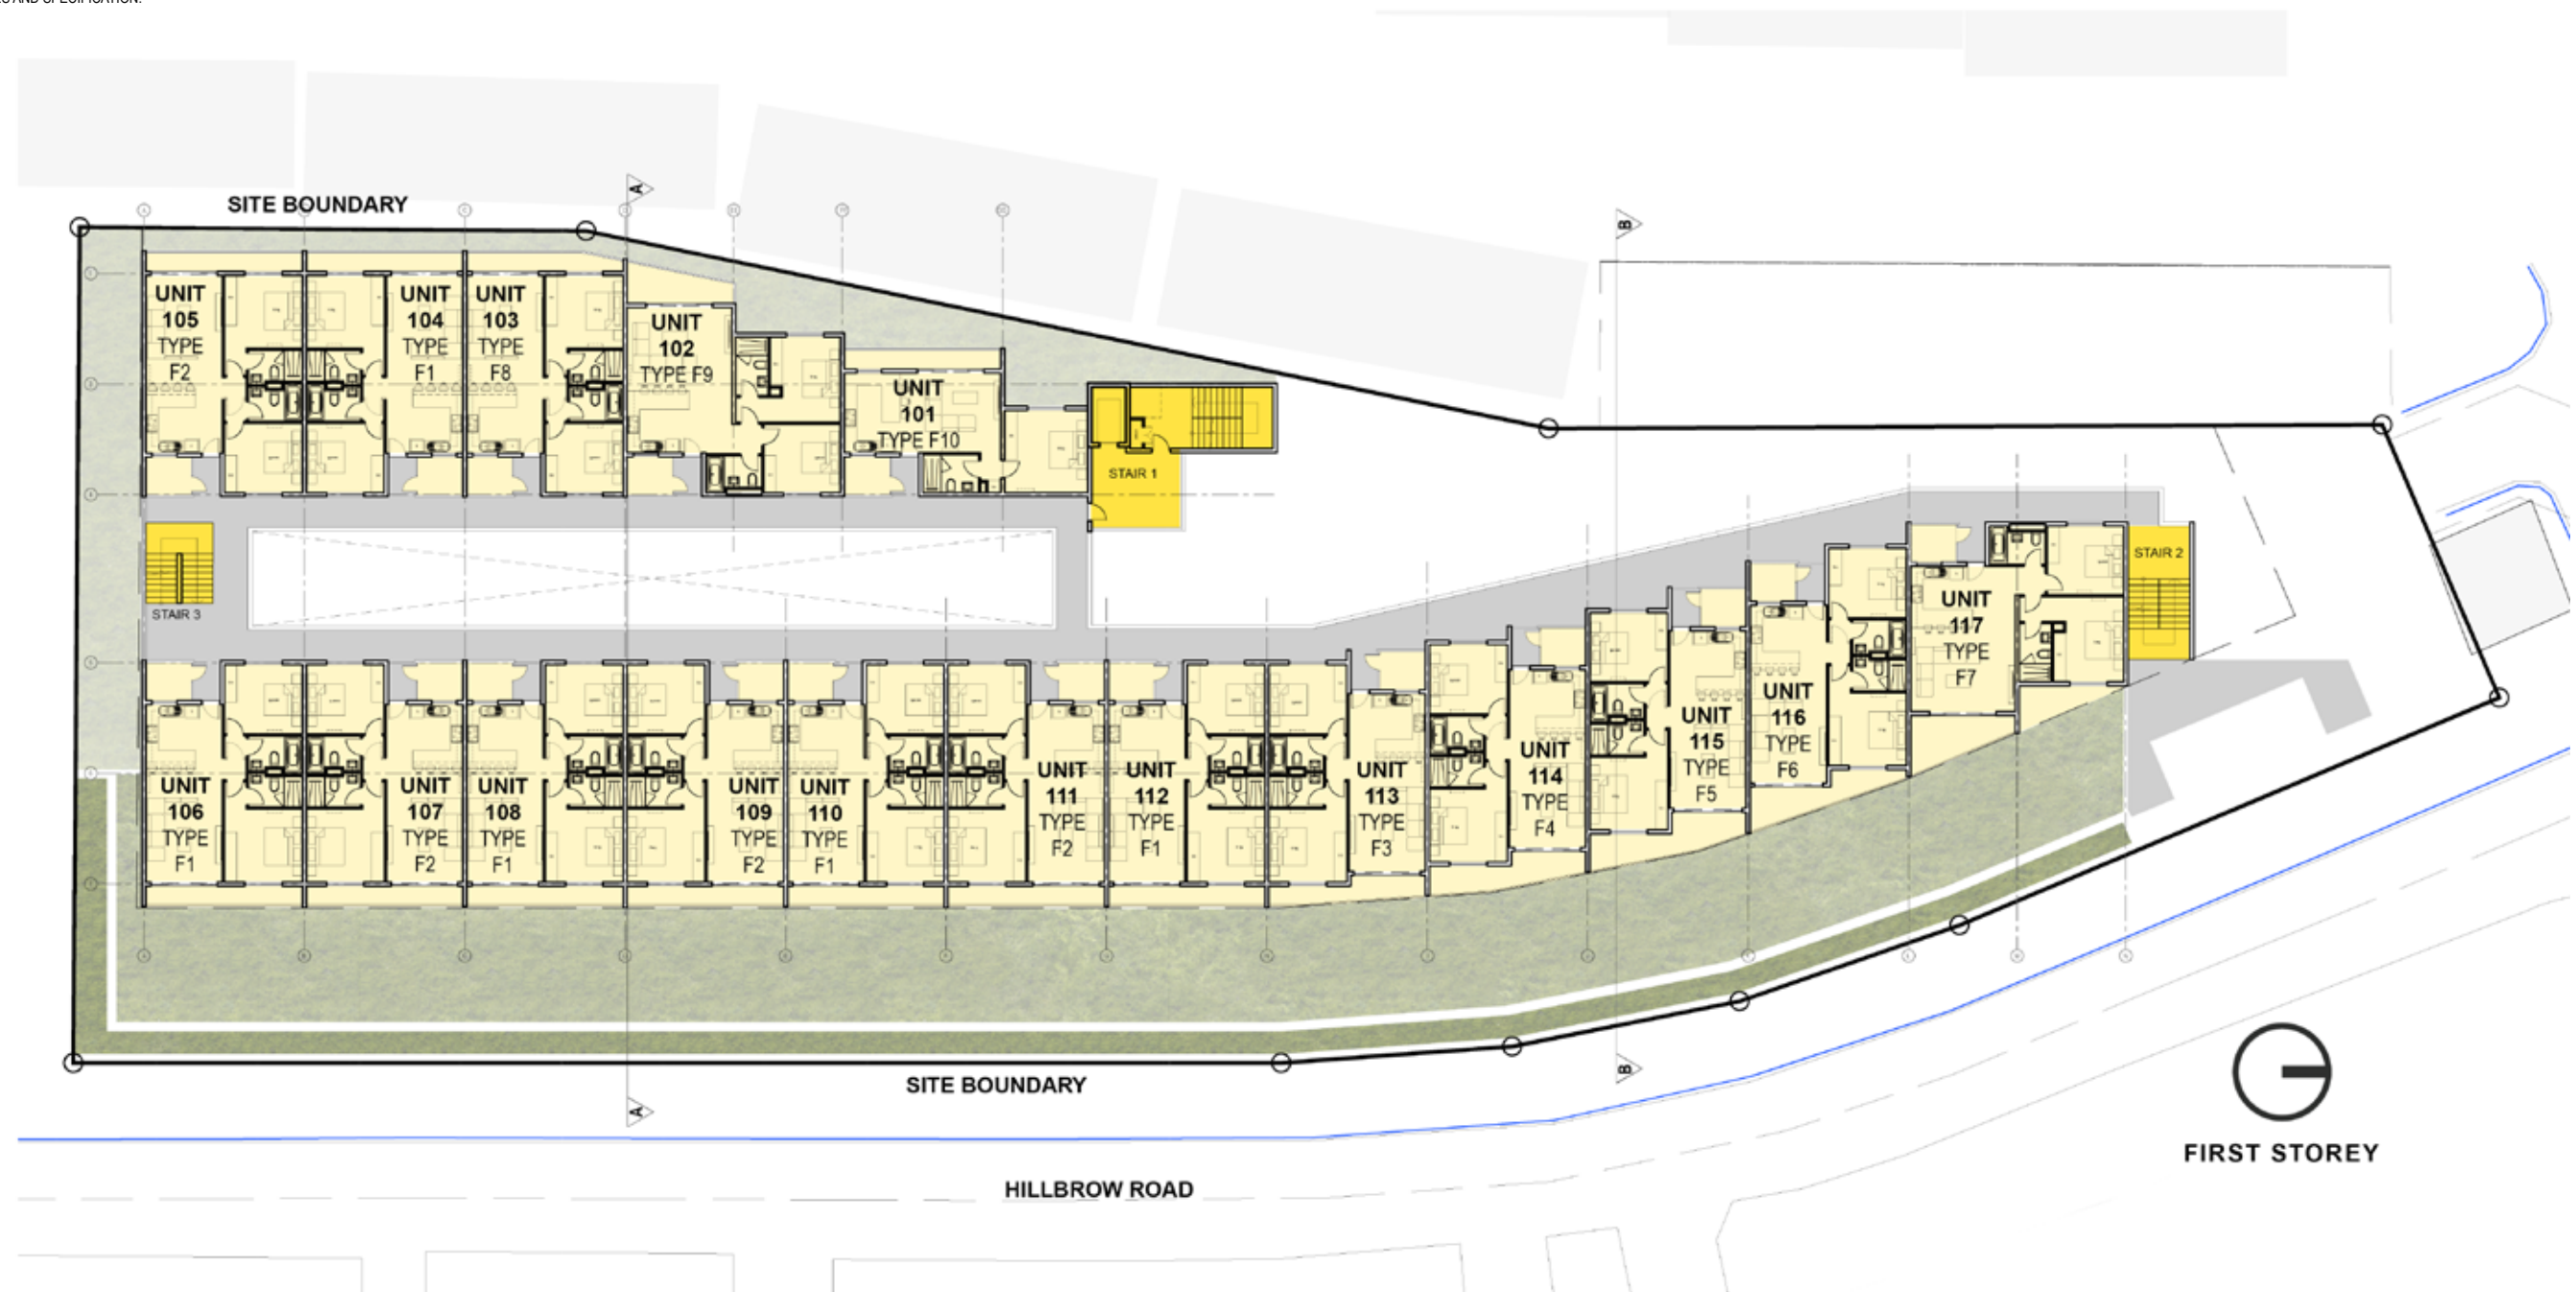 AND SPECIFICATION.
SITE BOUNDARY
A
B
UNIT
105
TYPE
F2
UNIT
104
TYPE
F1
UNIT
103
TYPE
F8
UNIT
102
TYPE F9
UNIT
101
TYPE F10
STAIR 1
STAIR 3
STAIR 2
UNIT
106
TYPE
F1
UNIT
107
TYPE
F2
UNIT
108
TYPE
F1
UNIT
109
TYPE
F2
UNIT
110
TYPE
F1
UNIT
111
TYPE
F2
UNIT
112
TYPE
F1
UNIT
113
TYPE
F3
UNIT
114
TYPE
F4
UNIT
115
TYPE
F5
UNIT
116
TYPE
F6
UNIT
117
TYPE
F7
SITE BOUNDARY
A
B
FIRST STOREY
HILLBROW ROAD